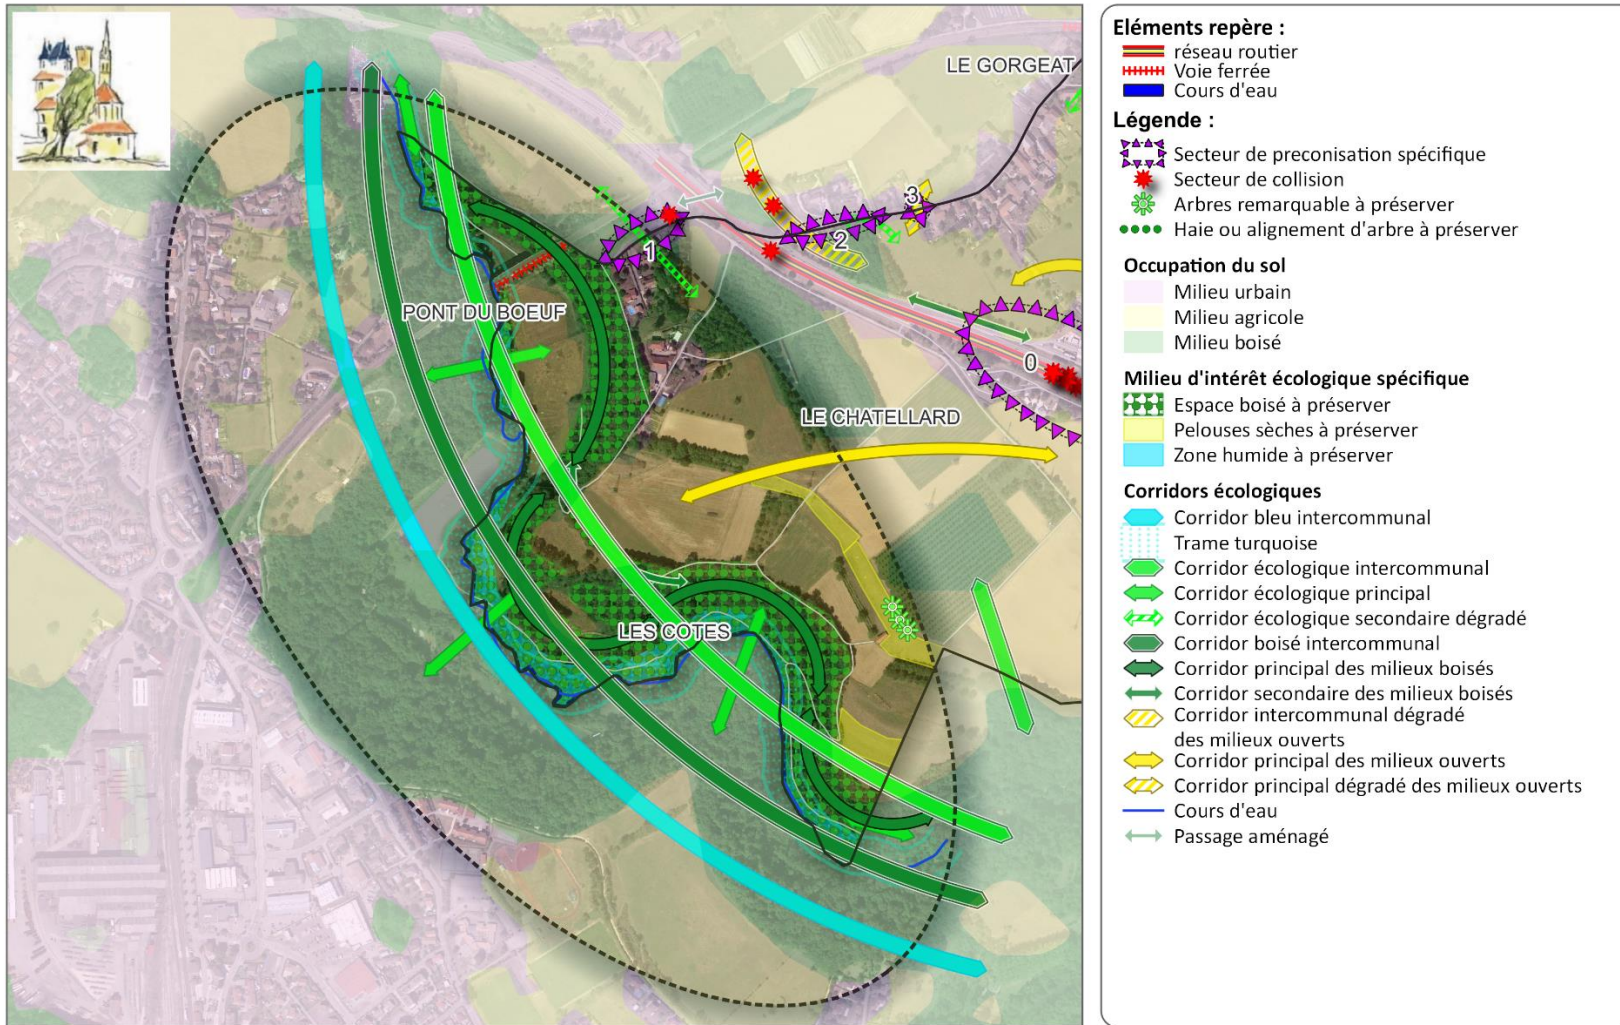 LE GORGEAT
3
2
1
PONT DU BOEUF
0
LE CHATELLARD
LES COTES
Eléments repère :
réseau routier
Voie ferrée
Cours d'eau
Légende :
Secteur de preconisation spécifique
Secteur de collision
Arbres remarquable à préserver
Haie ou alignement d'arbre à préserver
Occupation du sol
Milieu urbain
Milieu agricole
Milieu boisé
Milieu d'intérêt écologique spécifique
Espace boisé à préserver
Pelouses sèches à préserver
Zone humide à préserver
Corridors écologiques
Corridor bleu intercommunal
Trame turquoise
Corridor écologique intercommunal
Corridor écologique principal
Corridor écologique secondaire dégradé
Corridor boisé intercommunal
Corridor principal des milieux boisés
Corridor secondaire des milieux boisés
Corridor intercommunal dégradé
des milieux ouverts
Corridor principal des milieux ouverts
Corridor principal dégradé des milieux ouverts
Cours d'eau
Passage aménagé